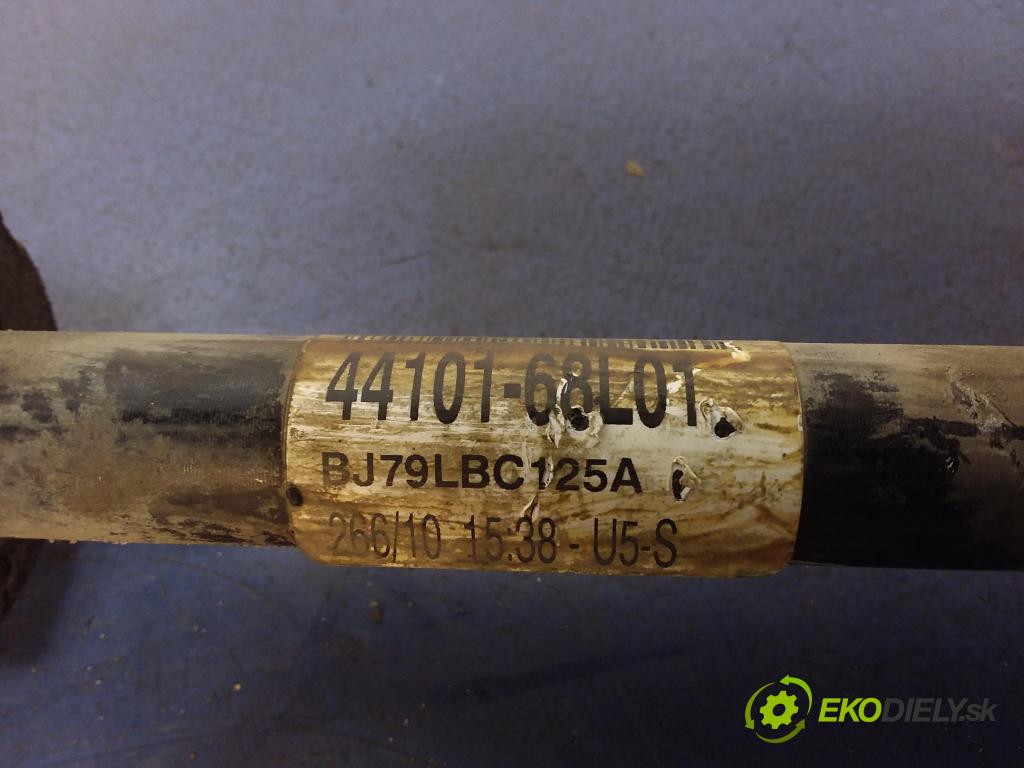 44101-68L01
BJ79LBC125A
266/10 15:38 - U5-S
EKODIELY.sk